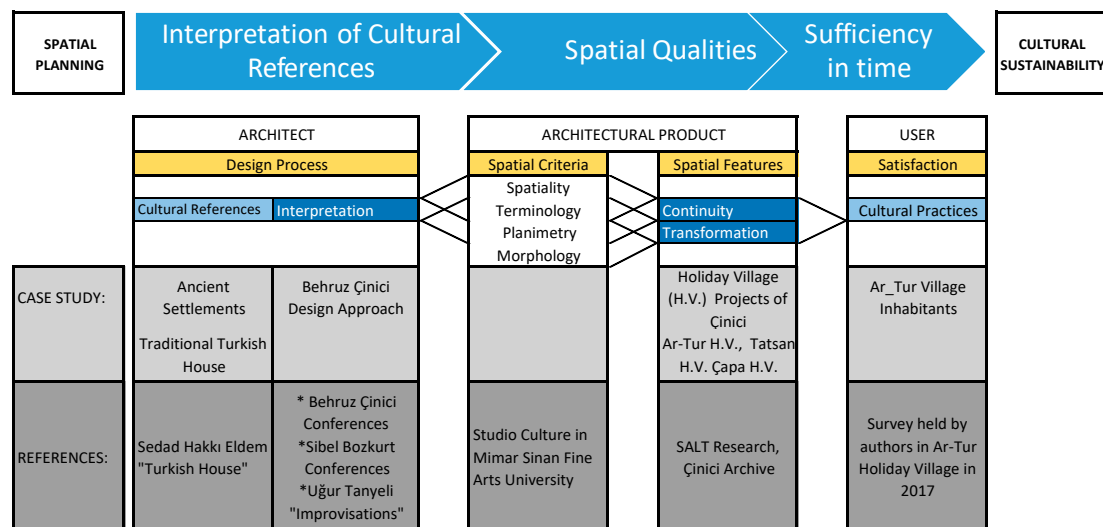 SPATIAL
PLANNING
Interpretation of Cultural
References
Spatial Qualities
Sufficiency
in time
CULTURAL
SUSTAINABILITY
ARCHITECT
ARCHITECTURAL PRODUCT
USER
Design Process
Spatial Criteria
Spatial Features
Satisfaction
Cultural References
Interpretation
Spatiality
Terminology
Planimetry
Morphology
Continuity
Transformation
Cultural Practices
CASE STUDY:
Ancient
Settlements
Traditional Turkish
House
Behruz Çinici
Design Approach
Holiday Village
(H.V.) Projects of
Çinici
Ar-Tur H.V., Tatsan
H.V. Çapa H.V.
Ar_Tur Village
Inhabitants
REFERENCES:
Sedad Hakkı Eldem
"Turkish House"
* Behruz Çinici
Conferences
*Sibel Bozkurt
Conferences
*Uğur Tanyeli
"Improvisations"
Studio Culture in
Mimar Sinan Fine
Arts University
SALT Research,
Çinici Archive
Survey held by
authors in Ar-Tur
Holiday Village in
2017